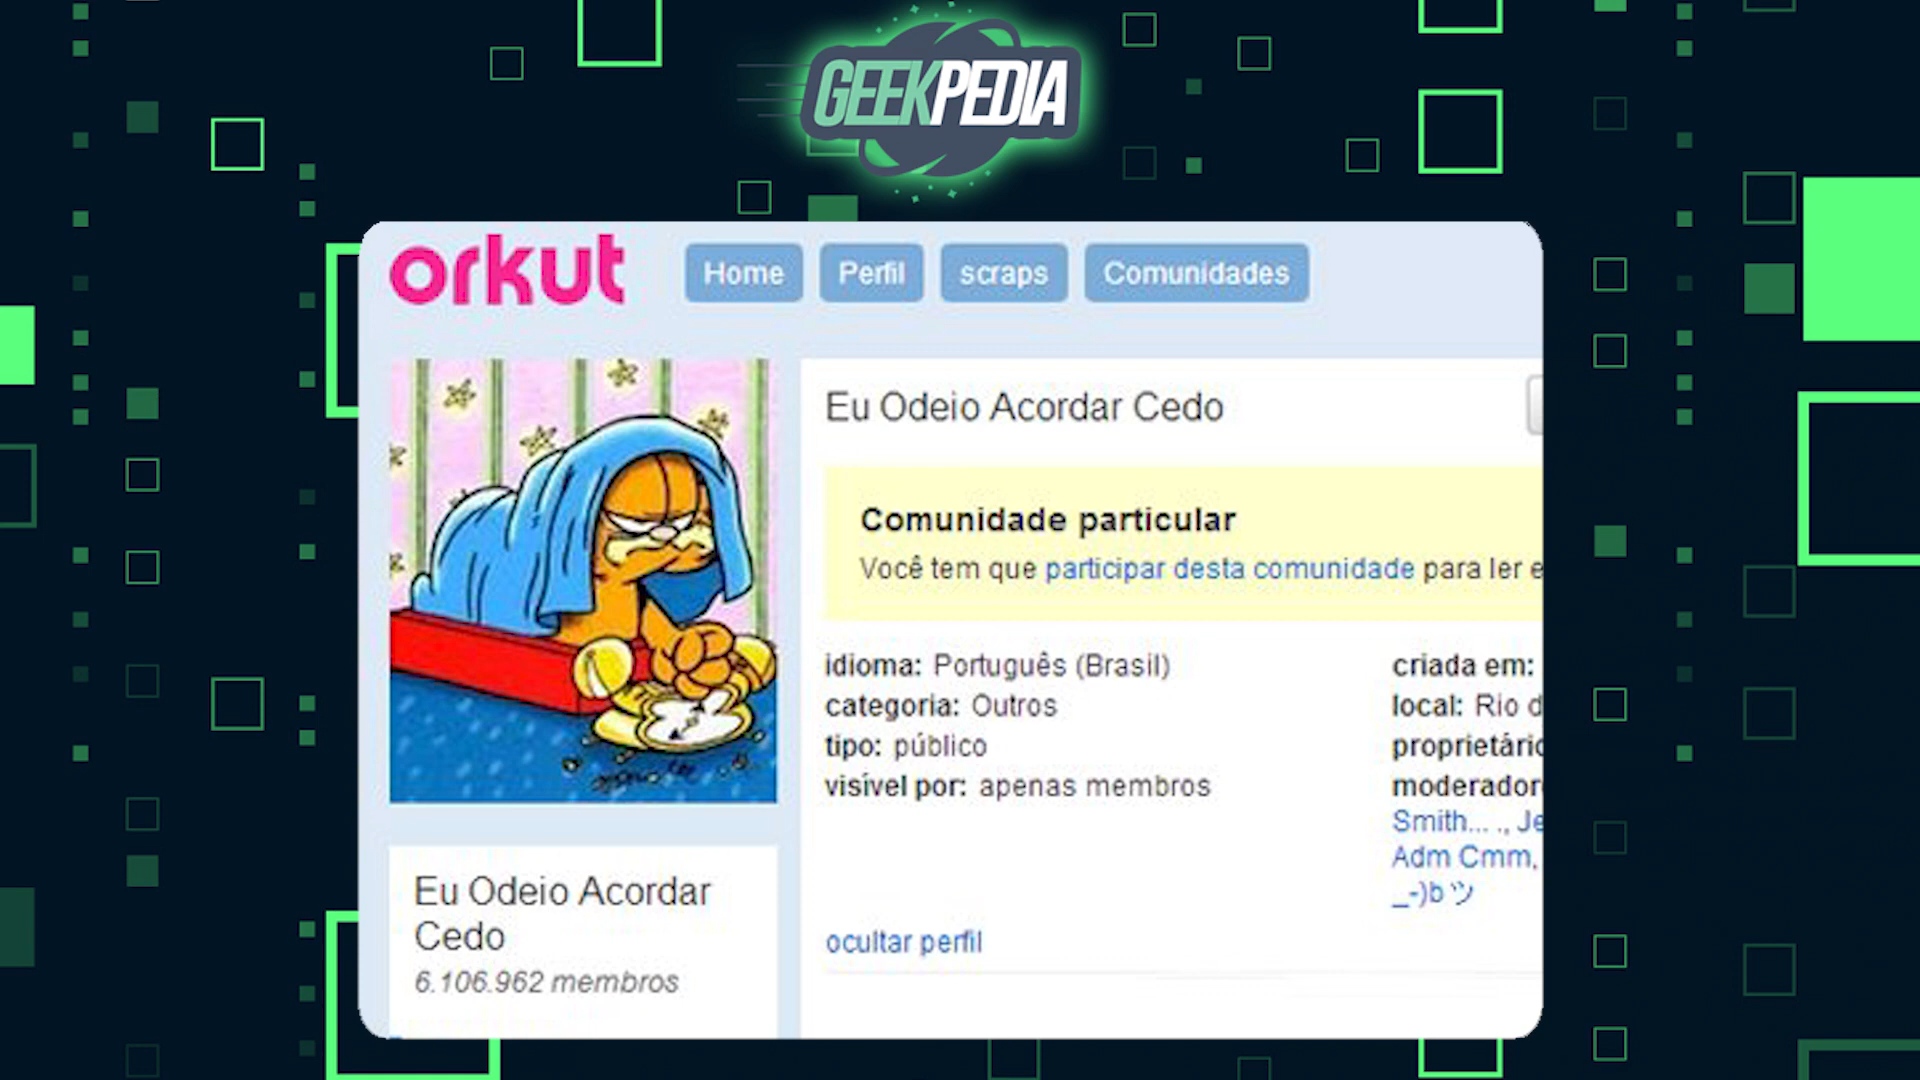 GEEKPEDIA
orkut
Home Perfil scraps Comunidades
Eu Odeio Acordar Cedo
Comunidade particular
Você tem que participar desta comunidade para ler e
idioma: Português (Brasil)
categoria: Outros
tipo: público
visível por: apenas membros
criada em:
local: Rio d
proprietário
moderador
Smith... ., Je
Adm Cmm,
_-)b ツ
ocultar perfil
Eu Odeio Acordar
Cedo
6.106.962 membros